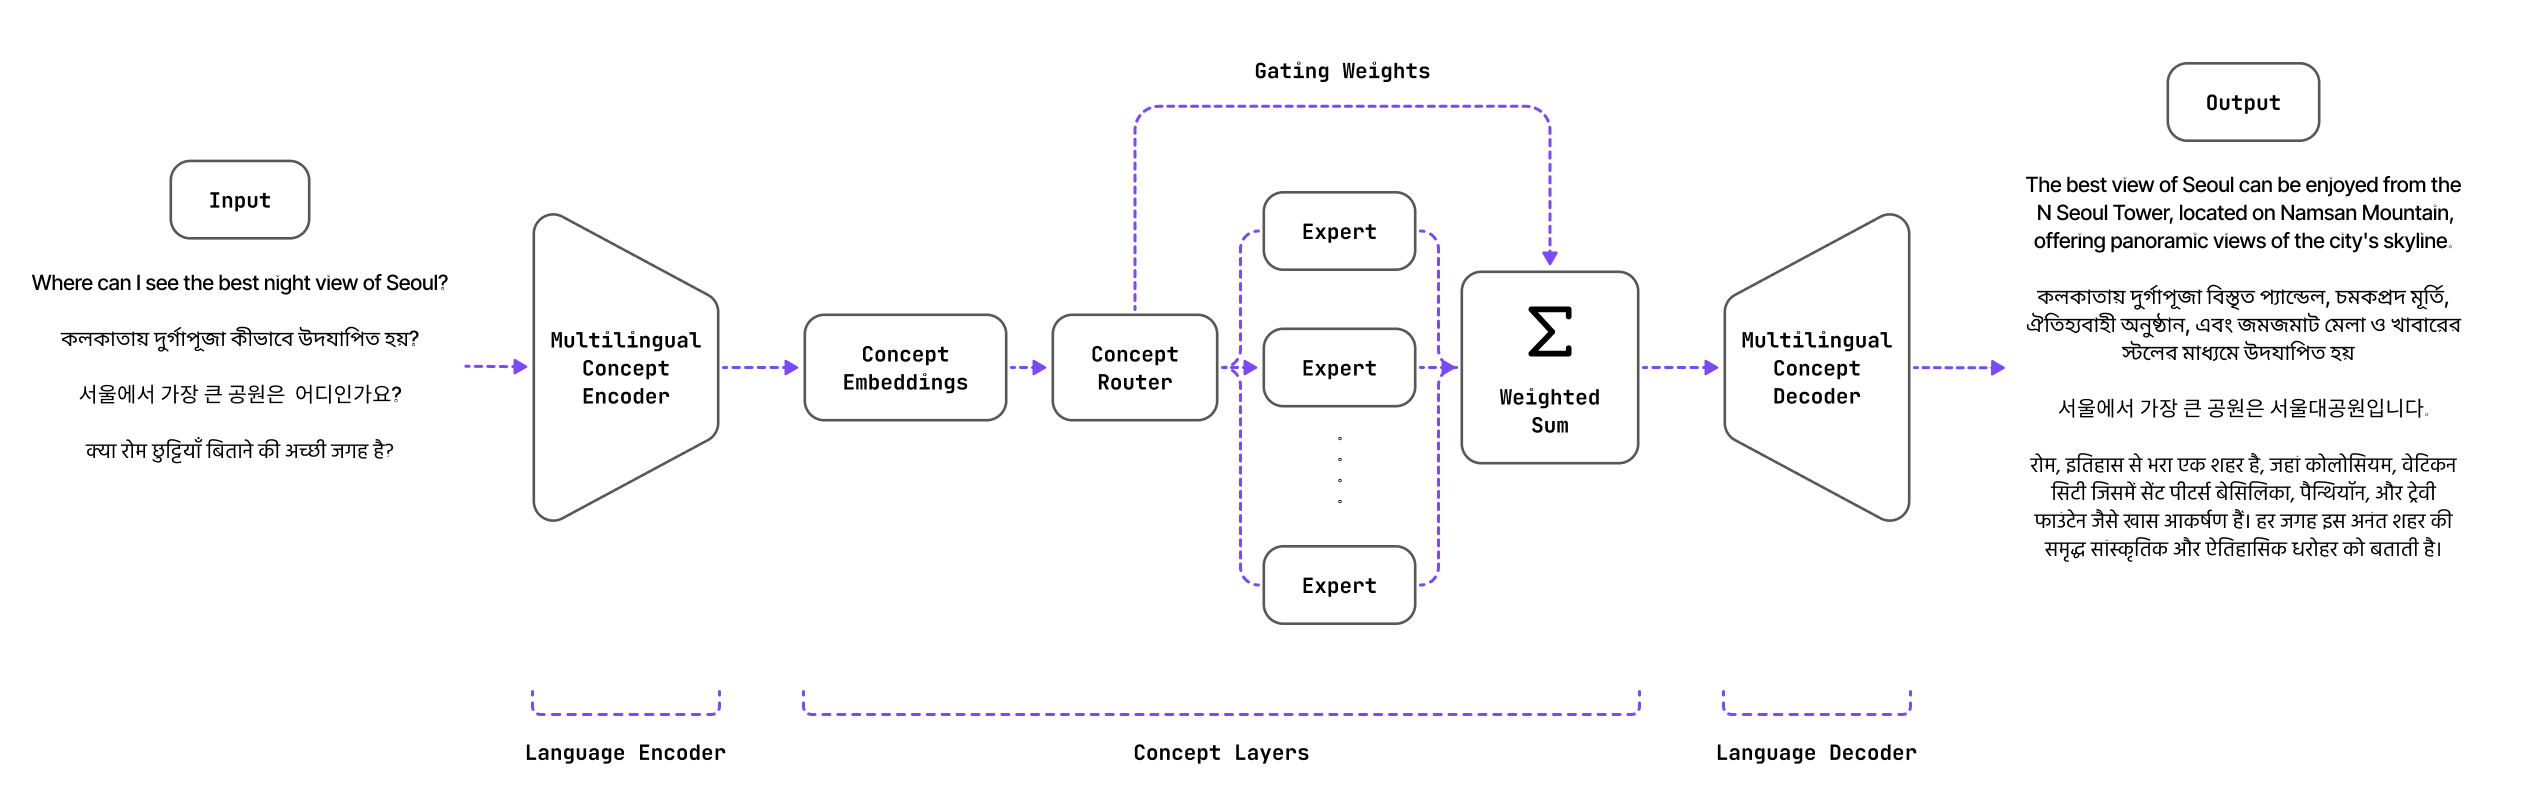 Gating Weights
Input
Where can I see the best night view of Seoul?
কলকাতায় দুর্গাপূজা কীভাবে উদযাপিত হয়?
서울에서 가장 큰 공원은 어디인가요?
क्या रोम छुट्टियाँ बिताने की अच्छी जगह है?
Multilingual
Concept
Encoder
Concept
Embeddings
Concept
Router
Expert
Expert
Expert
Σ
Weighted
Sum
Multilingual
Concept
Decoder
Output
The best view of Seoul can be enjoyed from the
N Seoul Tower, located on Namsan Mountain,
offering panoramic views of the city's skyline.
কলকাতায় দুর্গাপূজা বিস্তৃত প্যান্ডেল, চমকপ্রদ মূর্তি,
ঐতিহ্যবাহী অনুষ্ঠান, এবং জমজমাট মেলা ও খাবারের
স্টলের মাধ্যমে উদযাপিত হয়
서울에서 가장 큰 공원은 서울대공원입니다.
रोम, इतिहास से भरा एक शहर है, जहां कोलोसियम, वेटिकन
सिटी जिसमें सेंट पीटर्स बेसिलिका, पैन्थियॉन, और ट्रेवी
फाउंटेन जैसे खास आकर्षण हैं। हर जगह इस अनंत शहर की
समृद्ध सांस्कृतिक और ऐतिहासिक धरोहर को बताती है।
Language Encoder
Concept Layers
Language Decoder